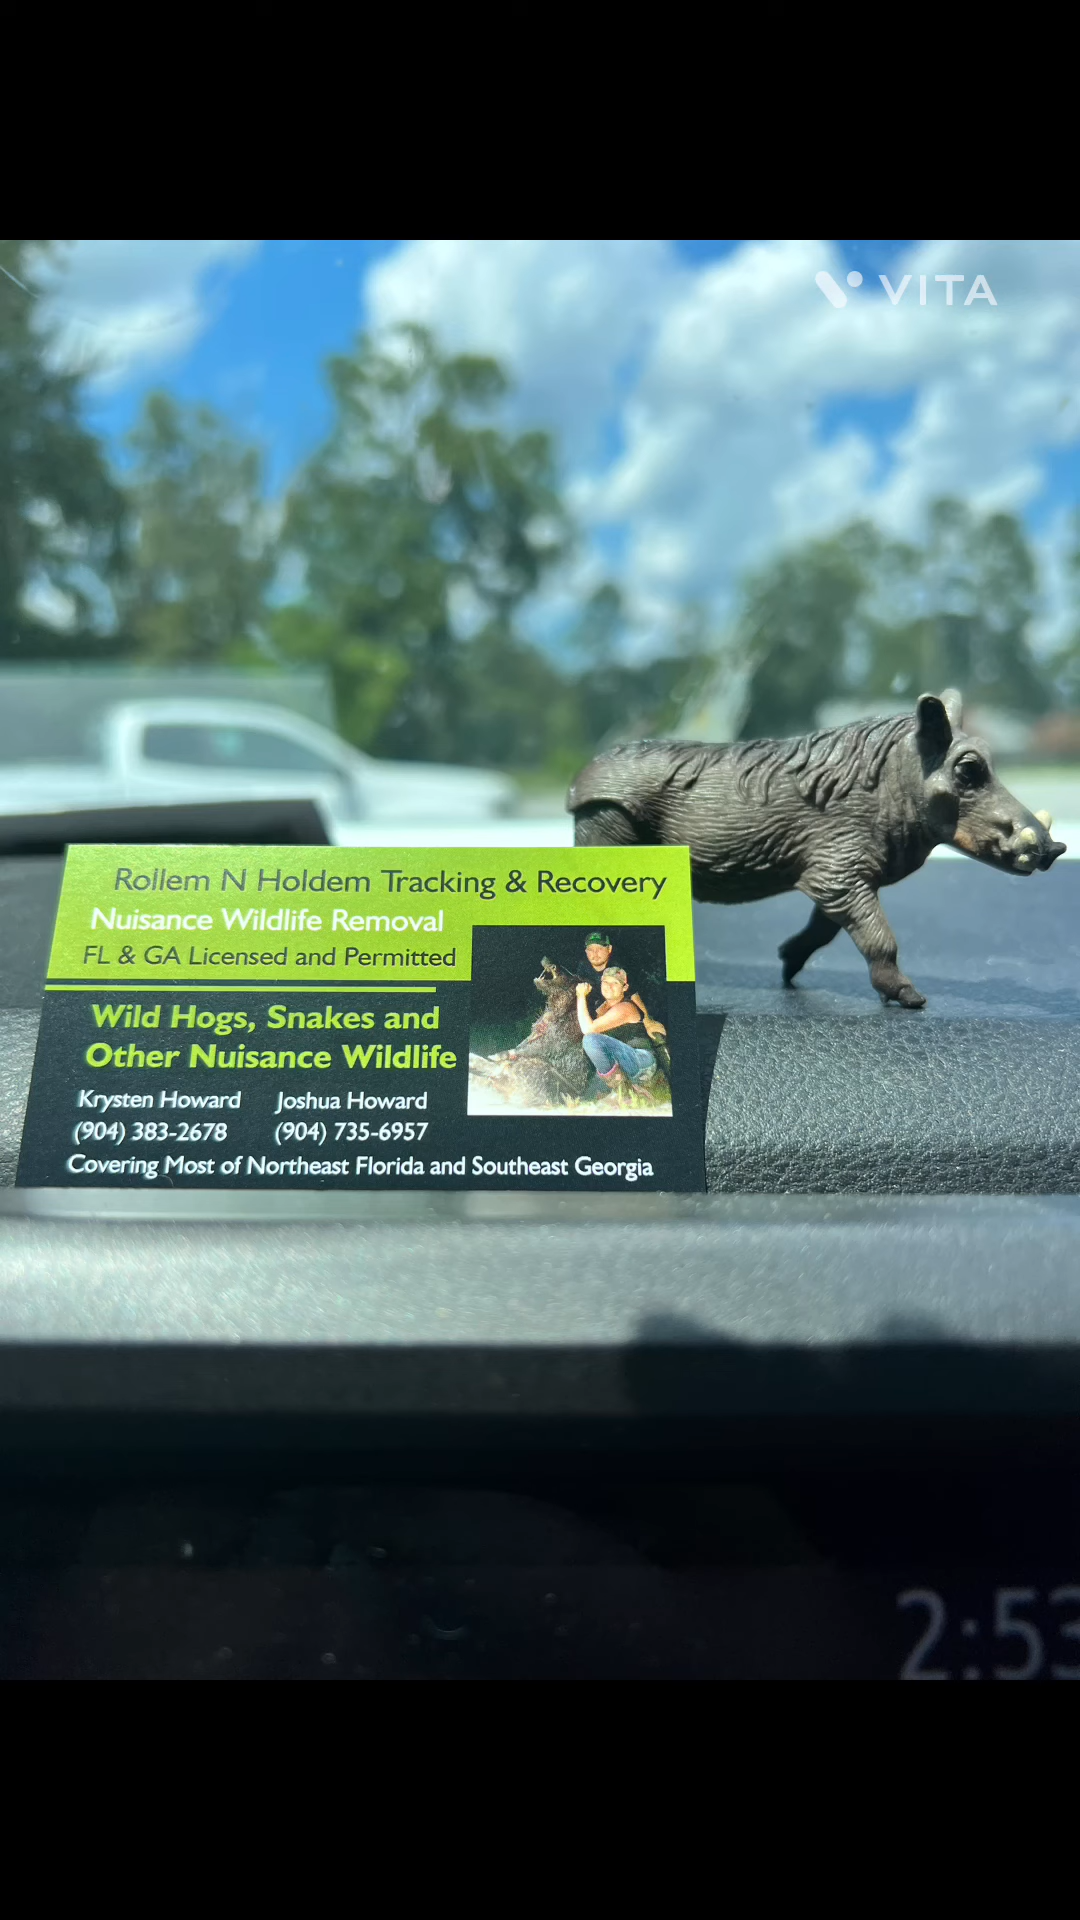 VITA
Rollem N Holdem Tracking & Recovery
Nuisance Wildlife Removal
FL & GA Licensed and Permitted
Wild Hogs, Snakes and
Other Nuisance Wildlife
Krysten Howard Joshua Howard
(904) 383-2678 (904) 735-6957
Covering Most of Northeast Florida and Southeast Georgia
2:53